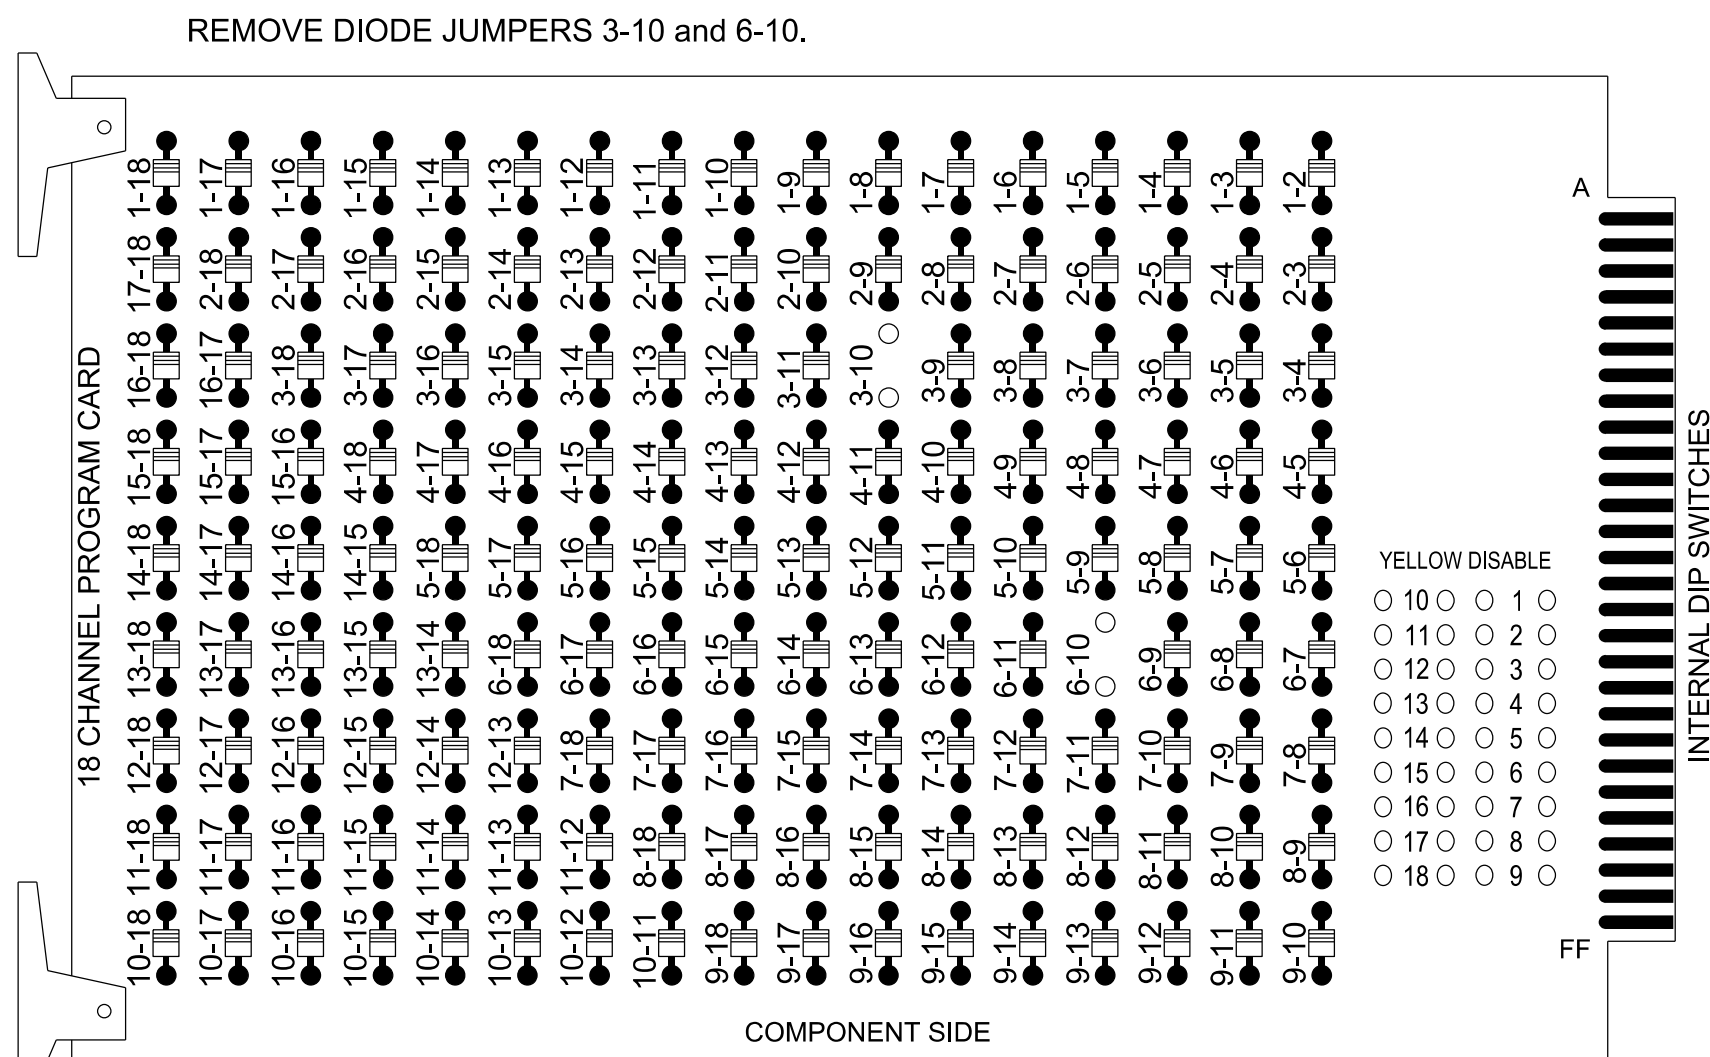 REMOVE DIODE JUMPERS 3-10 and 6-10.
1-18 1-17 1-16 1-15 1-14 1-13 1-12 1-11 1-10 1-9 1-8 1-7 1-6 1-5 1-4 1-3 1-2
17-18 2-18 2-17 2-16 2-15 2-14 2-13 2-12 2-11 2-10 2-9 2-8 2-7 2-6 2-5 2-4 2-3
16-18 16-17 3-18 3-17 3-16 3-15 3-14 3-13 3-12 3-11 3-10 3-9 3-8 3-7 3-6 3-5 3-4
15-18 15-17 15-16 4-18 4-17 4-16 4-15 4-14 4-13 4-12 4-11 4-10 4-9 4-8 4-7 4-6 4-5
14-18 14-17 14-16 14-15 5-18 5-17 5-16 5-15 5-14 5-13 5-12 5-11 5-10 5-9 5-8 5-7 5-6
13-18 13-17 13-16 13-15 13-14 6-18 6-17 6-16 6-15 6-14 6-13 6-12 6-11 6-10 6-9 6-8 6-7
12-18 12-17 12-16 12-15 12-14 12-13 7-18 7-17 7-16 7-15 7-14 7-13 7-12 7-11 7-10 7-9 7-8
11-18 11-17 11-16 11-15 11-14 11-13 11-12 8-18 8-17 8-16 8-15 8-14 8-13 8-12 8-11 8-10 8-9
10-18 10-17 10-16 10-15 10-14 10-13 10-12 10-11 9-18 9-17 9-16 9-15 9-14 9-13 9-12 9-11 9-10
18 CHANNEL PROGRAM CARD
COMPONENT SIDE
YELLOW DISABLE
10 1
11 2
12 3
13 4
14 5
15 6
16 7
17 8
18 9
A
FF
INTERNAL DIP SWITCHES